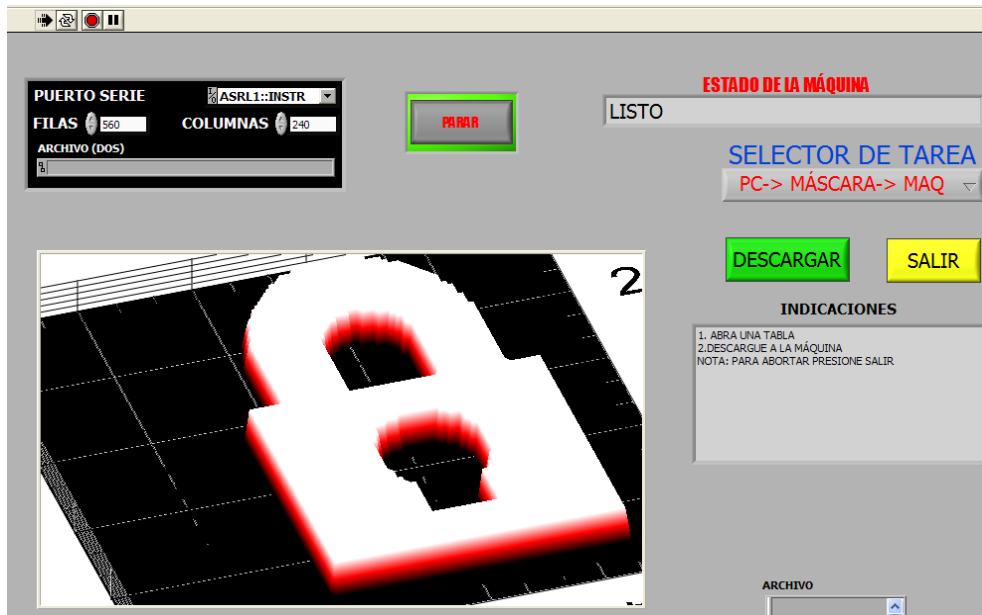 PUERTO SERIE ASRL1::INSTR
FILAS 560 COLUMNAS 240
ARCHIVO (DOS)
PARAR
ESTADO DE LA MÁQUINA
LISTO
SELECTOR DE TAREA
PC-> MÁSCARA-> MAQ
DESCARGAR
SALIR
2
INDICACIONES
1. ABRA UNA TABLA
2.DESCARGUE A LA MÁQUINA
NOTA: PARA ABORTAR PRESIONE SALIR
ARCHIVO